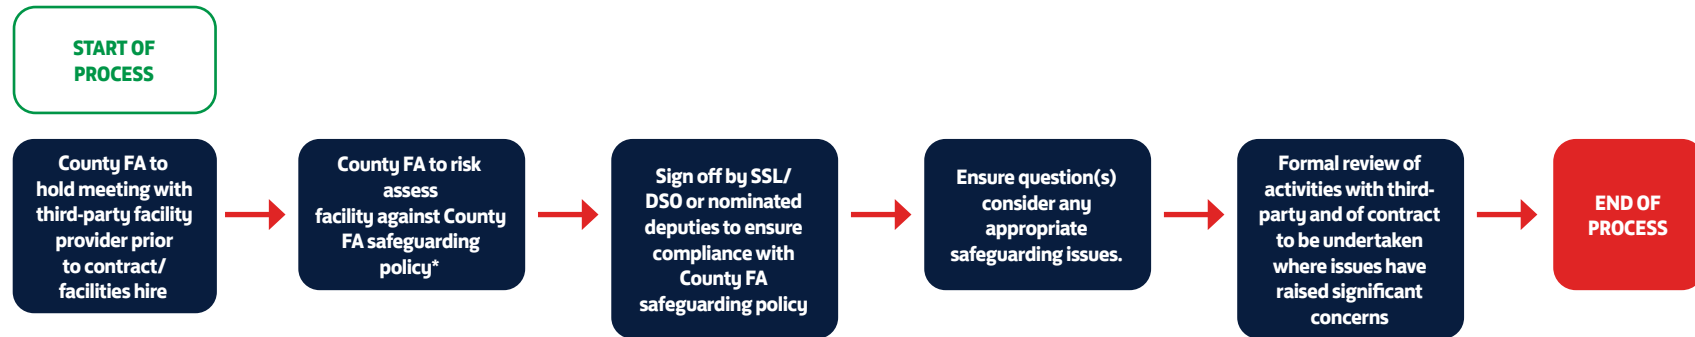 START OF
PROCESS
County FA to
hold meeting with
third-party facility
provider prior
to contract/
facilities hire
County FA to risk
assess
facility against County
FA safeguarding
policy*
Sign off by SSL/
DSO or nominated
deputies to ensure
compliance with
County FA
safeguarding policy
Ensure question(s)
consider any
appropriate
safeguarding issues.
Formal review of
activities with third-
party and of contract
to be undertaken
where issues have
raised significant
concerns
END OF
PROCESS